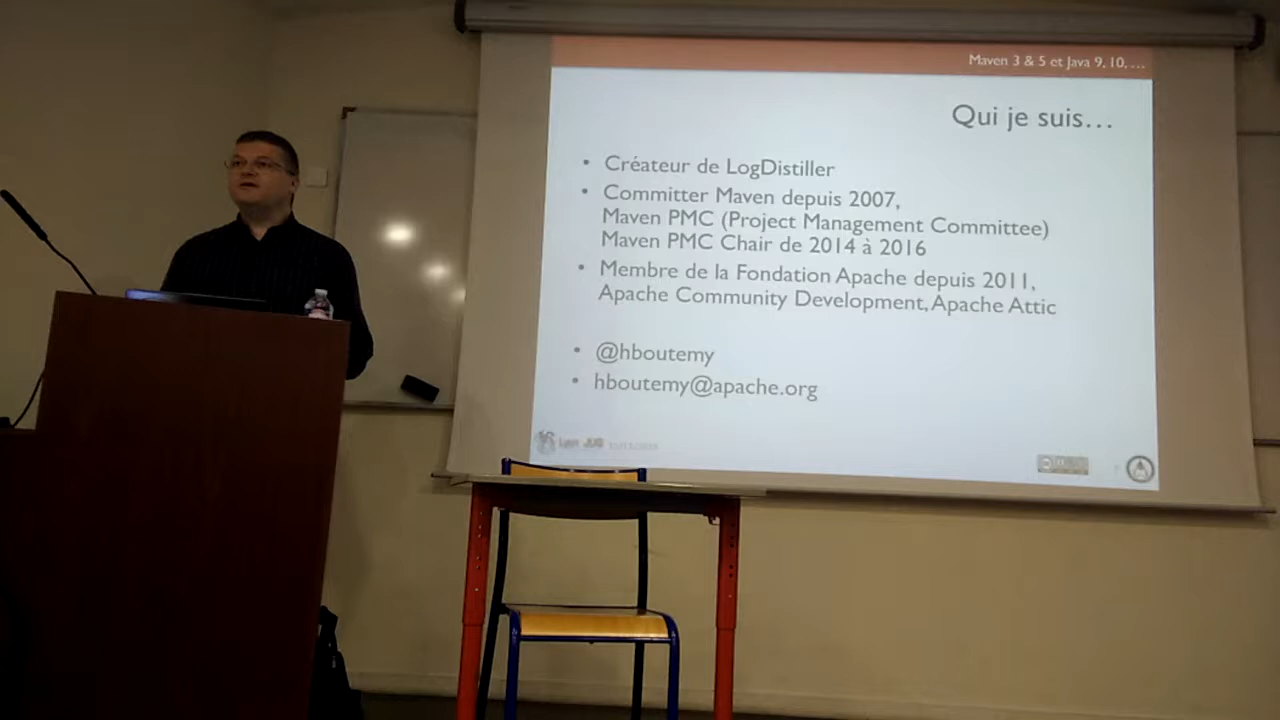 Maven 3 & 5 et Java 9, 10, …
Qui je suis…
• Créateur de LogDistiller
• Committer Maven depuis 2007,
Maven PMC (Project Management Committee)
Maven PMC Chair de 2014 à 2016
• Membre de la Fondation Apache depuis 2011,
Apache Community Development, Apache Attic
• @hboutemy
• hboutemy@apache.org
Lyon JUG